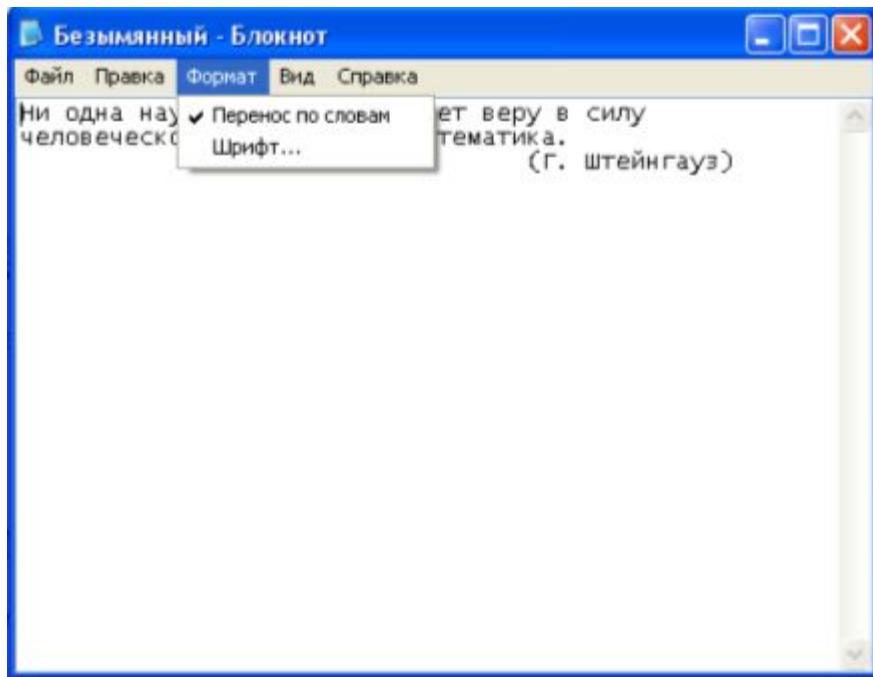 Безымянный - Блокнот
Файл Правка Формат Вид Справка
Ни одна нау ет веру в силу
человеческо тематика.
(Г. Штейнгауз)
Перенос по словам
Шрифт...